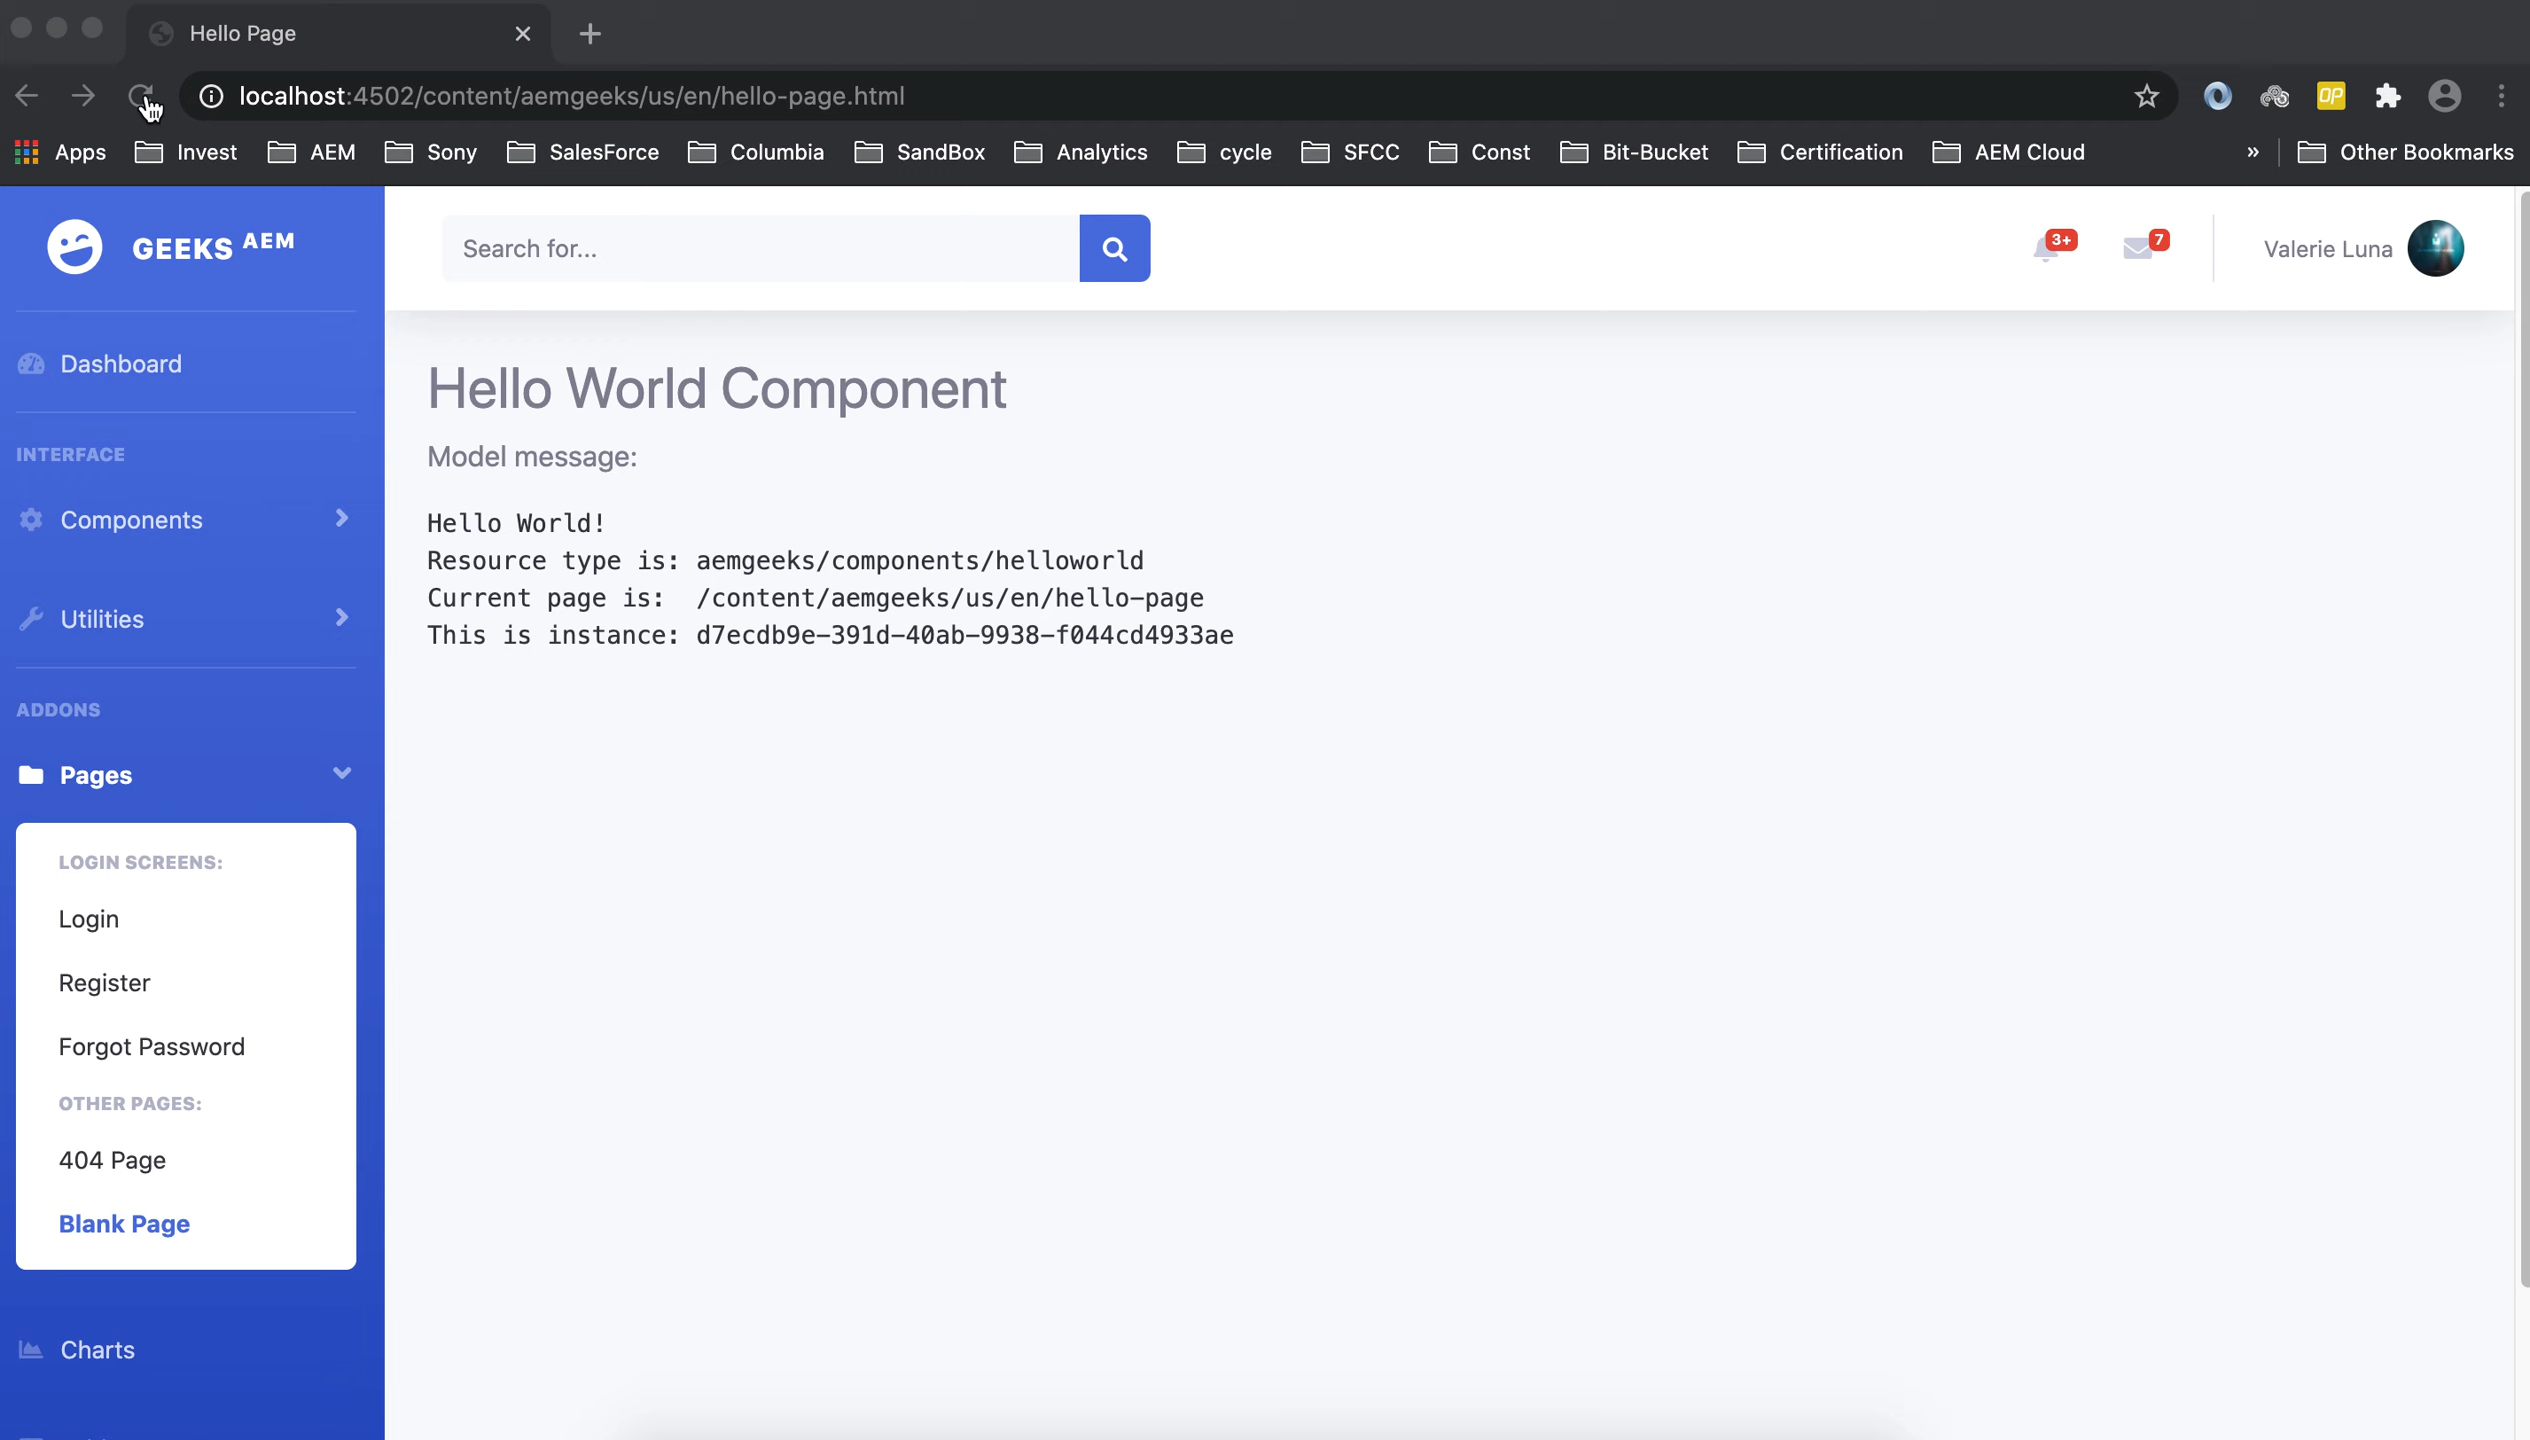 Hello Page
localhost:4502/content/aemgeeks/us/en/hello-page.html
OP
Apps Invest AEM Sony SalesForce Columbia SandBox Analytics cycle SFCC Const Bit-Bucket Certification AEM Cloud » Other Bookmarks
GEEKS AEM
Search for...
3+
7
Valerie Luna
Dashboard
INTERFACE
Components
Utilities
ADDONS
Pages
LOGIN SCREENS:
Login
Register
Forgot Password
OTHER PAGES:
404 Page
Blank Page
Charts
Hello World Component
Model message:
Hello World!
Resource type is: aemgeeks/components/helloworld
Current page is:  /content/aemgeeks/us/en/hello-page
This is instance: d7ecdb9e-391d-40ab-9938-f044cd4933ae